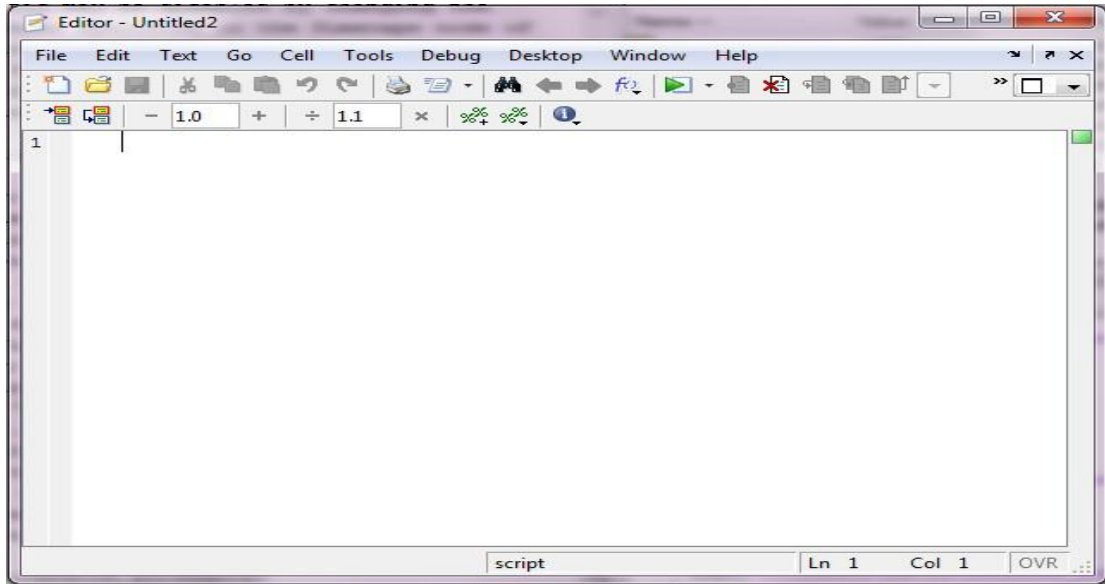 Editor - Untitled2
File Edit Text Go Cell Tools Debug Desktop Window Help
- 1.0 + ÷ 1.1 ×
1
script Ln 1 Col 1 OVR